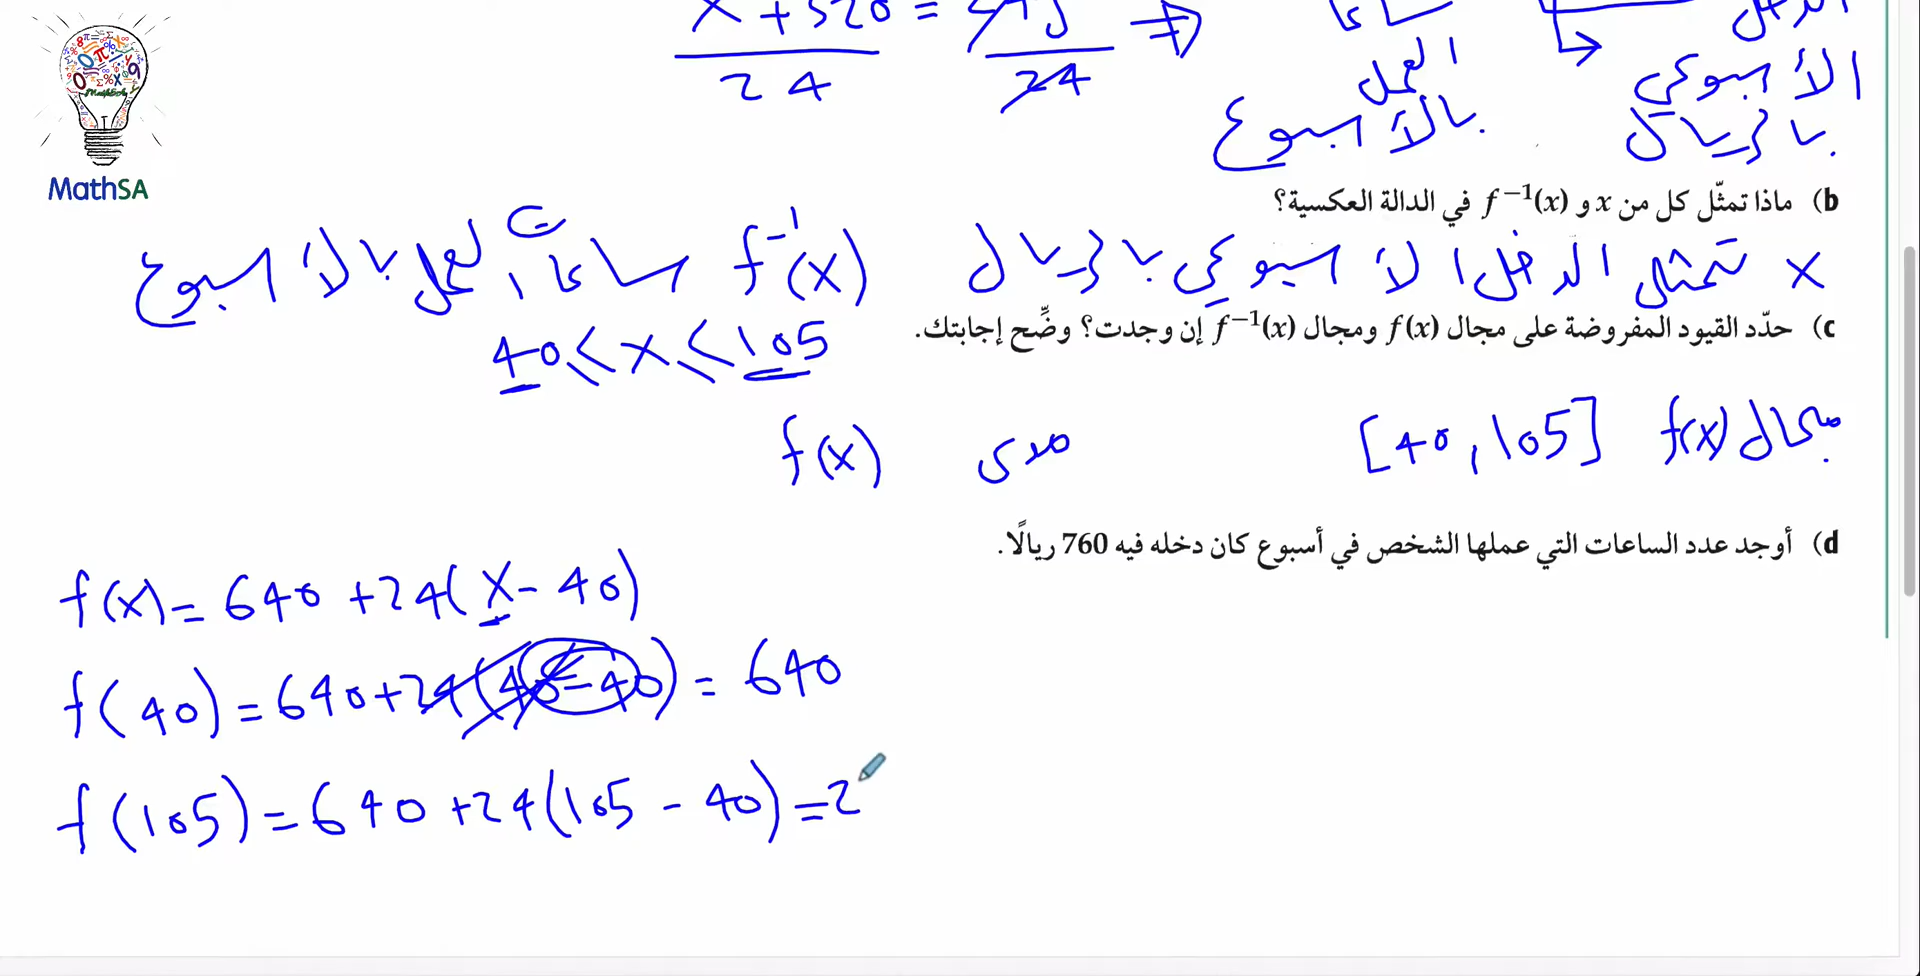 x + 320 =
24 24 ⇒
العمل
بالأسبوع
الدخل
الأسبوعي
بالريال
MathSA
b) ماذا تمثّل كل من x و f⁻¹(x) في الدالة العكسية؟
x تمثل الدخل الأسبوعي بالريال f⁻¹(x) ساعات العمل بالأسبوع
c) حدّد القيود المفروضة على مجال f(x) ومجال f⁻¹(x) إن وجدت؟ وضِّح إجابتك.
40 ≤ x ≤ 105
مجال f(x) [40, 105] مدى f(x)
d) أوجد عدد الساعات التي عملها الشخص في أسبوع كان دخله فيه 760 ريالًا.
f(x) = 640 + 24(x - 40)
f(40) = 640 + 24(40 - 40) = 640
f(105) = 640 + 24(105 - 40) = 2